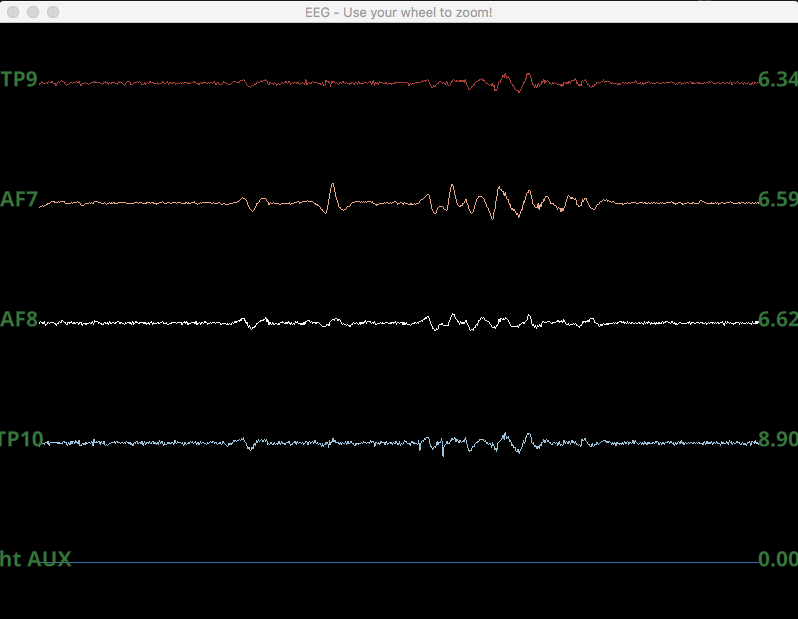 EEG - Use your wheel to zoom!
TP9 6.34
AF7 6.59
AF8 6.62
TP10 8.90
ht AUX 0.00